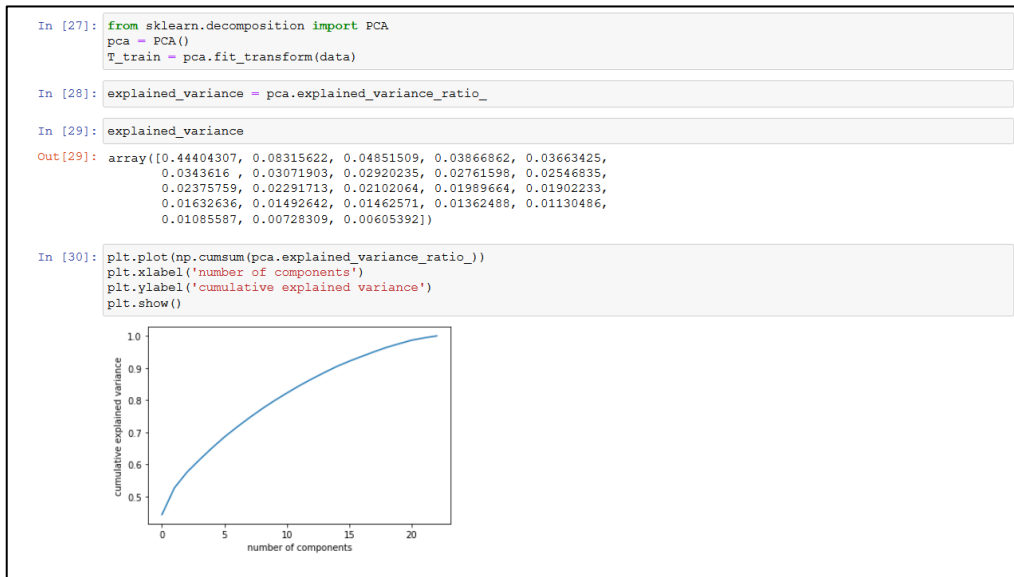 In [27]: from sklearn.decomposition import PCA
pca = PCA()
T_train = pca.fit_transform(data)
In [28]: explained_variance = pca.explained_variance_ratio_
In [29]: explained_variance
Out[29]: array([0.44404307, 0.08315622, 0.04851509, 0.03866862, 0.03663425,
0.0343616 , 0.03071903, 0.02920235, 0.02761598, 0.02546835,
0.02375759, 0.02291713, 0.02102064, 0.01989664, 0.01902233,
0.01632636, 0.01492642, 0.01462571, 0.01362488, 0.01130486,
0.01085587, 0.00728309, 0.00605392])
In [30]: plt.plot(np.cumsum(pca.explained_variance_ratio_))
plt.xlabel('number of components')
plt.ylabel('cumulative explained variance')
plt.show()
cumulative explained variance
1.0
0.9
0.8
0.7
0.6
0.5
0 5 10 15 20
number of components